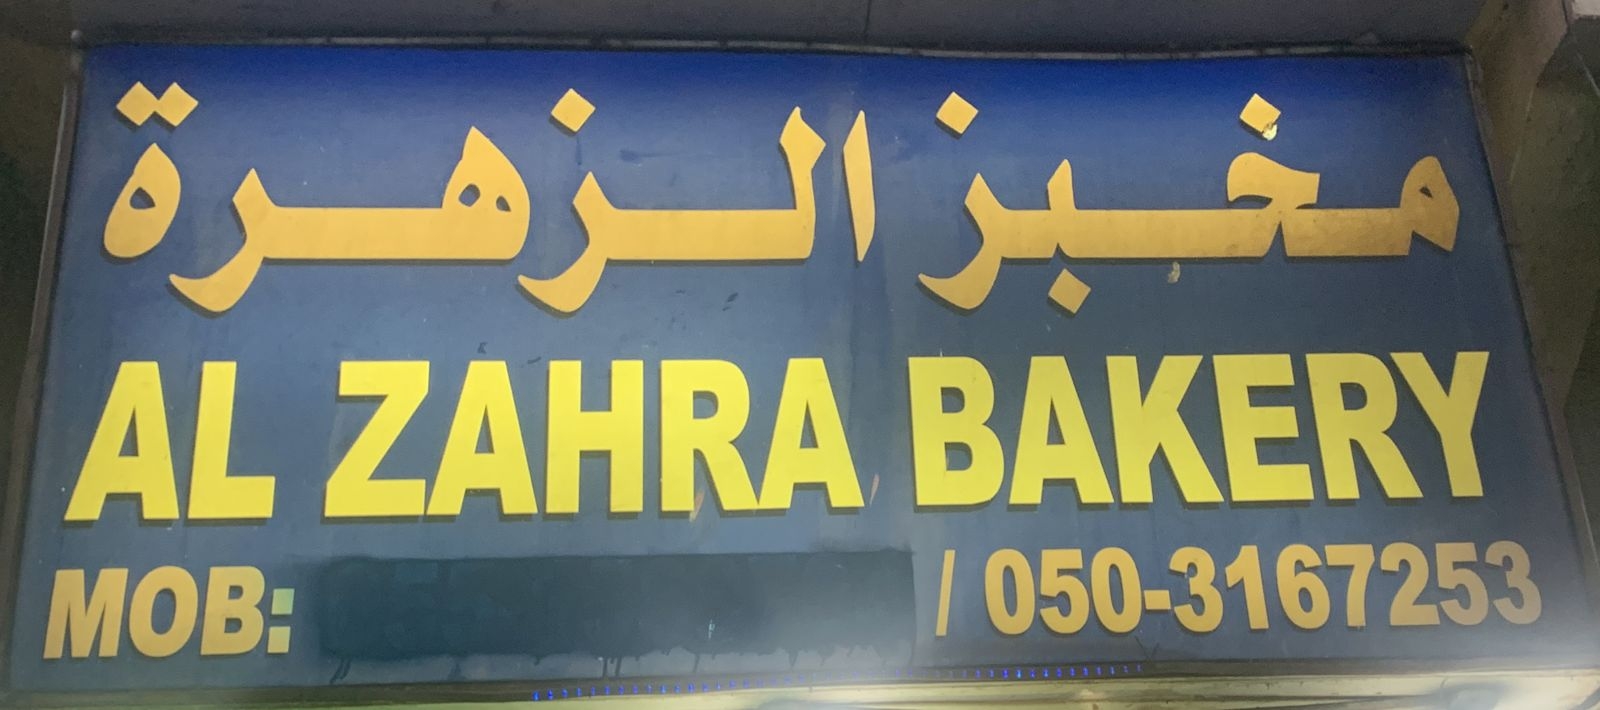 مخبز الزهرة
AL ZAHRA BAKERY
MOB: / 050-3167253